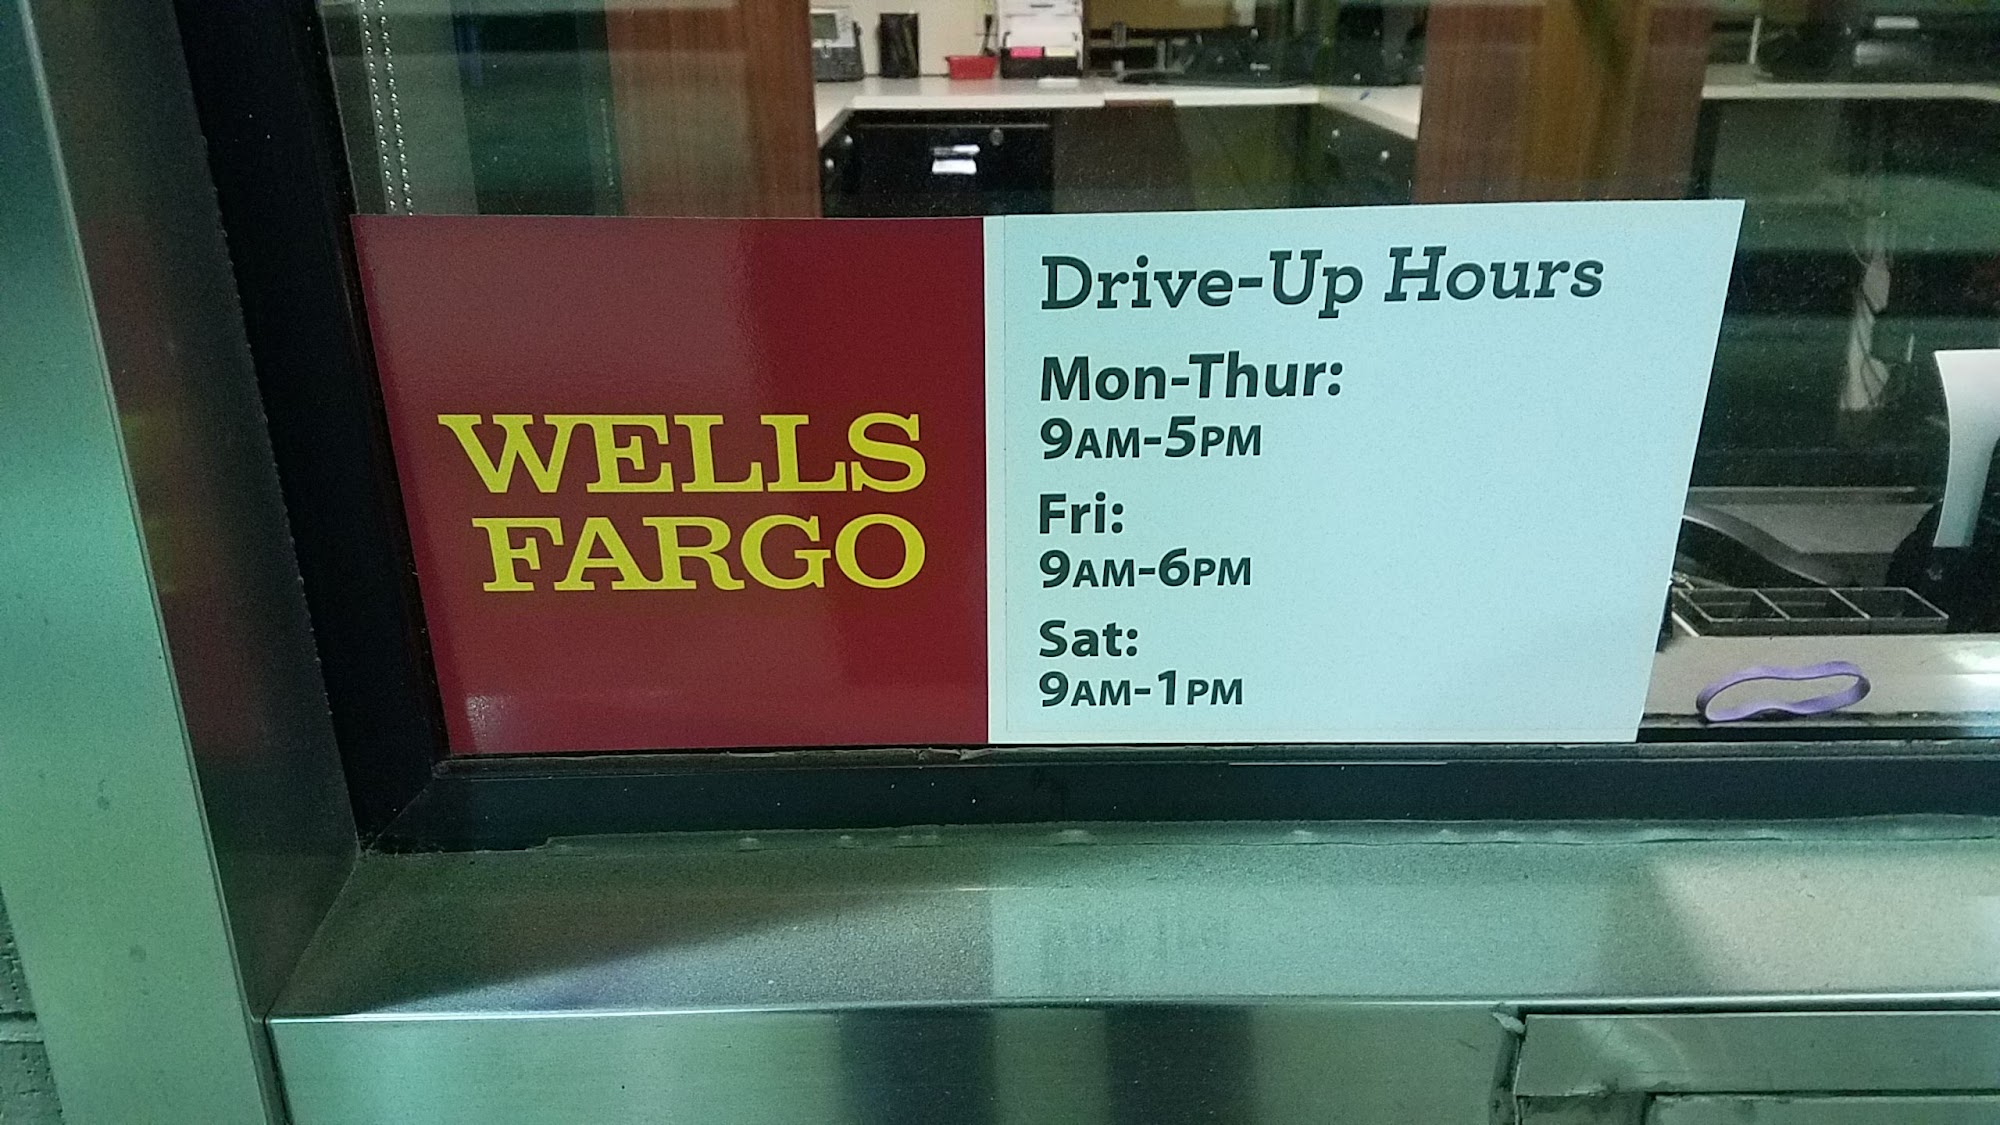 WELLS
FARGO
Drive-Up Hours
Mon-Thur:
9AM-5PM
Fri:
9AM-6PM
Sat:
9AM-1PM